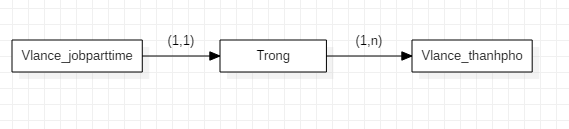 (1,1)
(1,n)
Vlance_jobparttime
Trong
Vlance_thanhpho